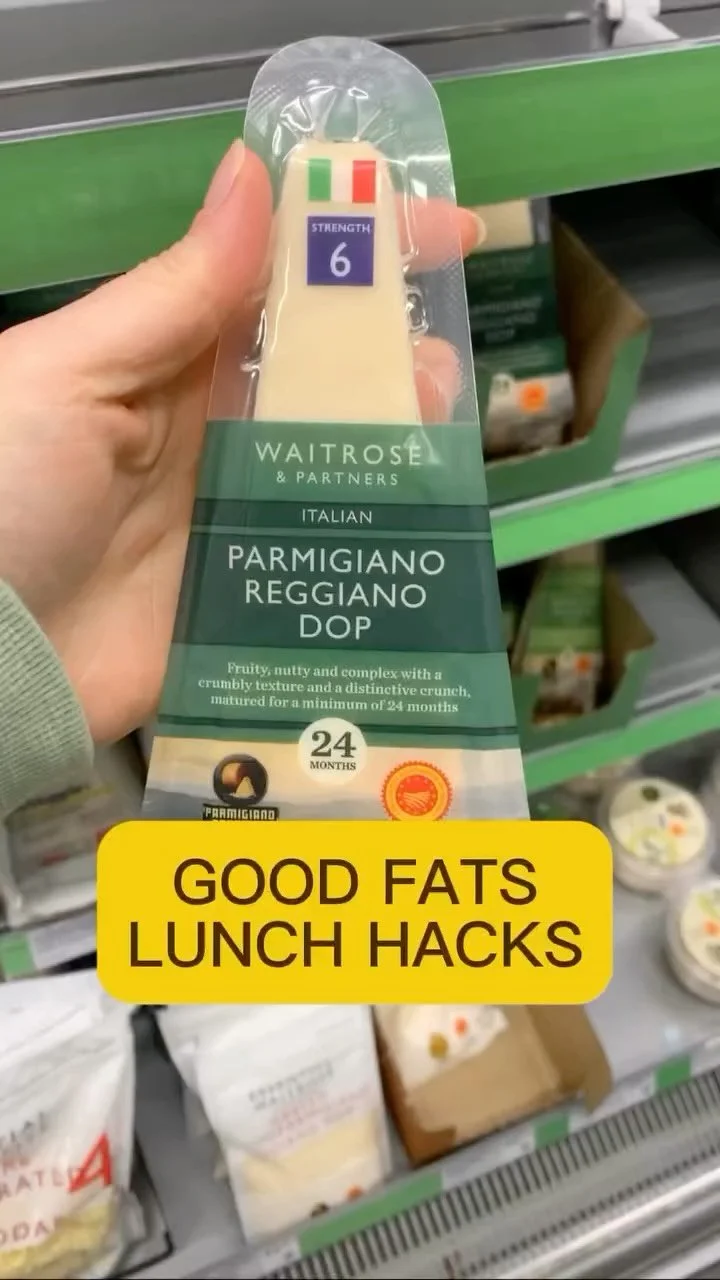 STRENGTH
6
WAITROSE
& PARTNERS
ITALIAN
PARMIGIANO
REGGIANO
DOP
Fruity, nutty and complex with a
crumbly texture and a distinctive crunch,
matured for a minimum of 24 months
24
MONTHS
PARMIGIANO
GOOD FATS
LUNCH HACKS